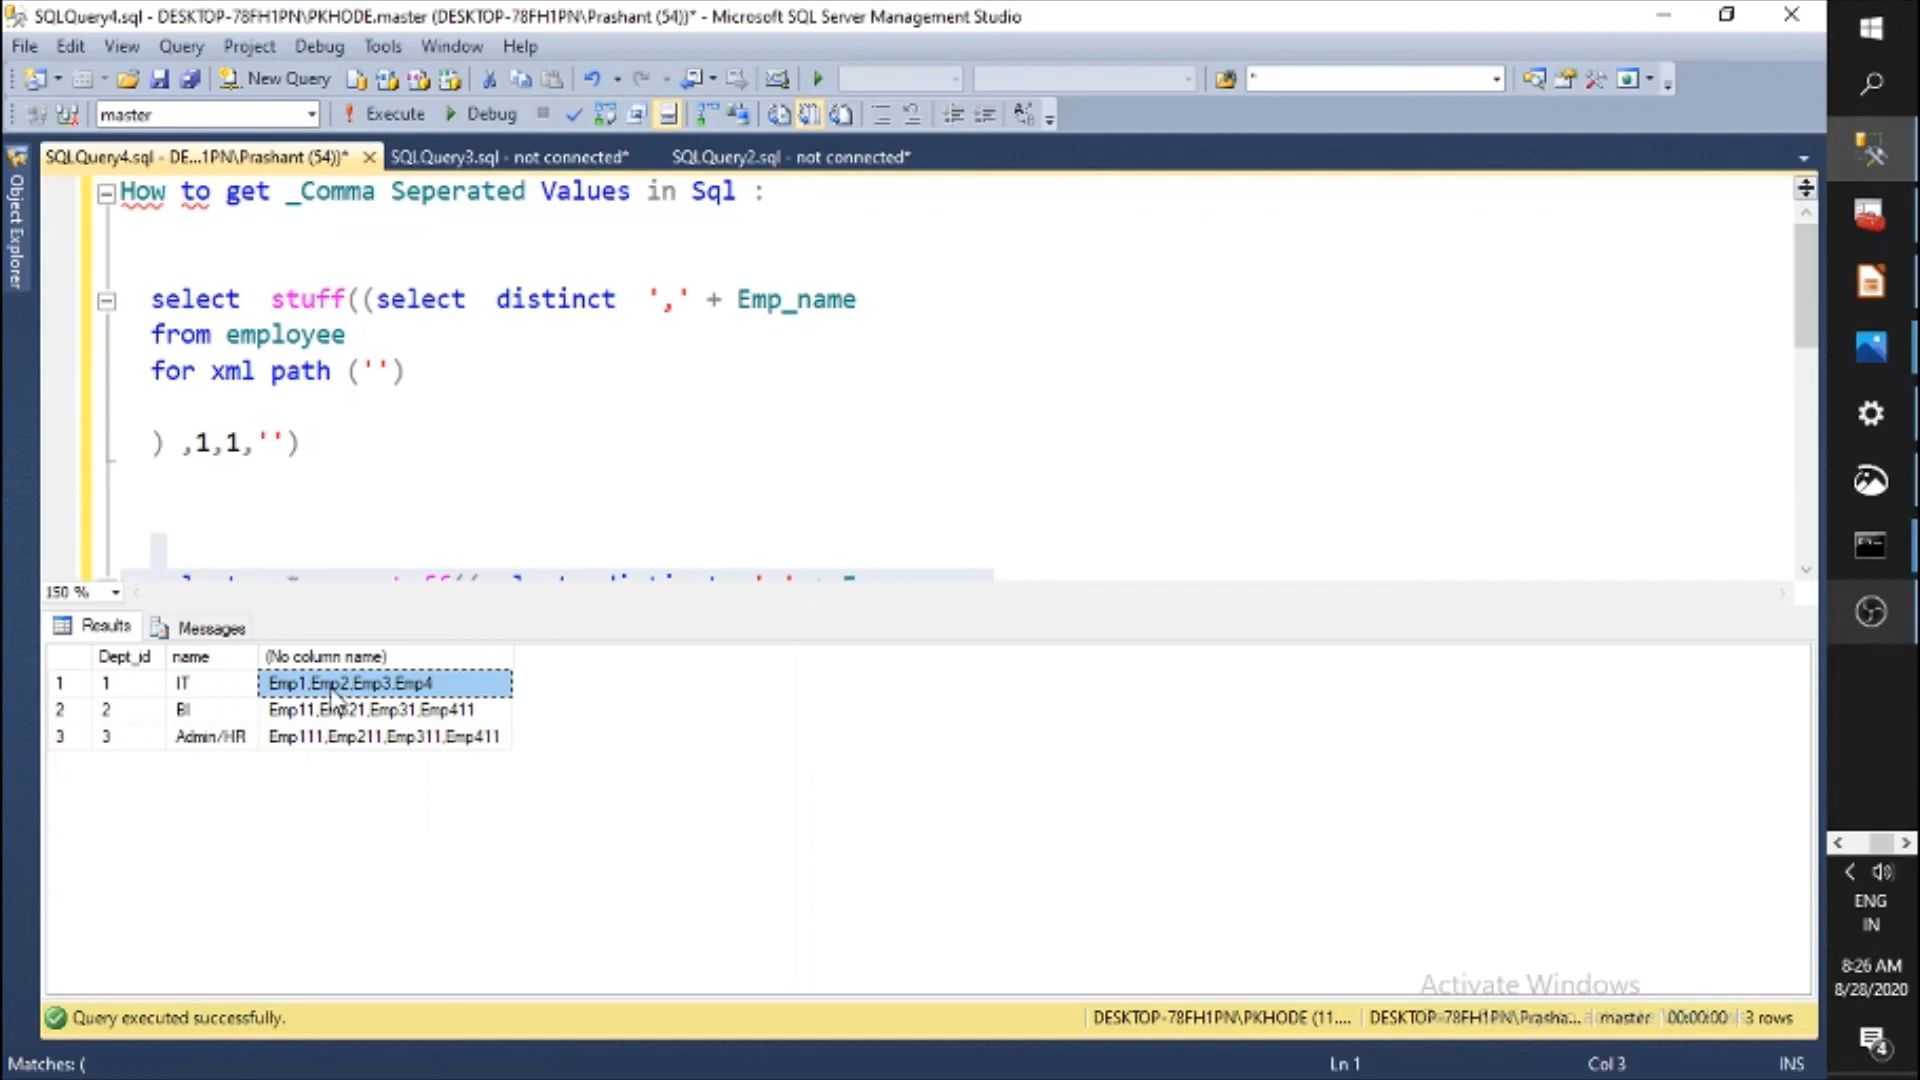 SQLQuery4.sql - DESKTOP-78FH1PN\PKHODE.master (DESKTOP-78FH1PN\Prashant (54))* - Microsoft SQL Server Management Studio
File Edit View Query Project Debug Tools Window Help
New Query
master Execute Debug
SQLQuery4.sql - DE...1PN\Prashant (54))* SQLQuery3.sql - not connected* SQLQuery2.sql - not connected*
Object Explorer
How to get _Comma Seperated Values in Sql :
select stuff((select distinct ',' + Emp_name
from employee
for xml path ('')
) ,1,1,'')
150 %
Results Messages
Dept_id name (No column name)
1 1 IT Emp1,Emp2,Emp3,Emp4
2 2 BI Emp11,Emp21,Emp31,Emp411
3 3 Admin/HR Emp111,Emp211,Emp311,Emp411
Activate Windows
Query executed successfully. DESKTOP-78FH1PN\PKHODE (11.... DESKTOP-78FH1PN\Prasha... master 00:00:00 3 rows
Matches: ( Ln 1 Col 3 INS
ENG
IN
8:26 AM
8/28/2020
4